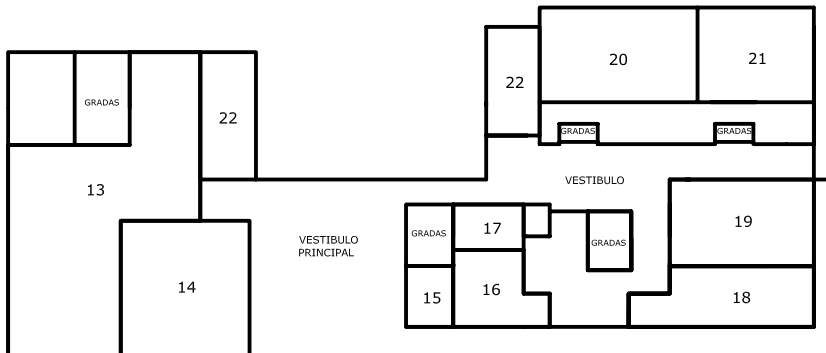 20
21
22
GRADAS
22
GRADAS
GRADAS
VESTIBULO
13
19
17
GRADAS
VESTIBULO
PRINCIPAL
GRADAS
14
15
16
18